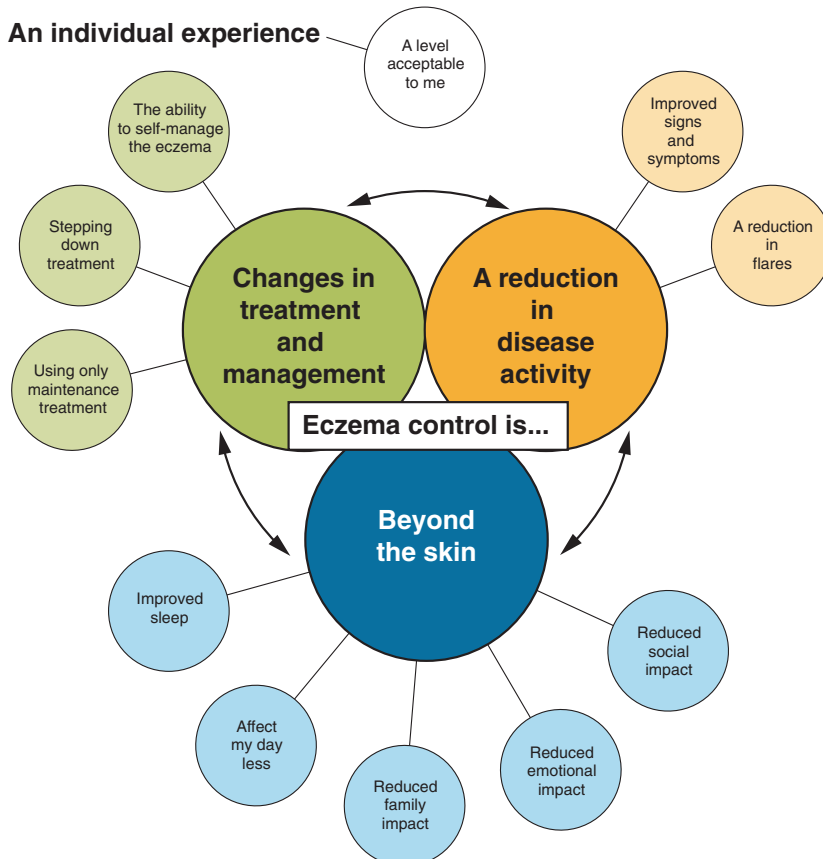 An individual experience
A level
acceptable
to me
The ability
to self-manage
the eczema
Stepping
down
treatment
Using only
maintenance
treatment
Changes in
treatment
and
management
Improved
signs
and
symptoms
A reduction
in
flares
A reduction
in
disease
activity
Eczema control is...
Beyond
the skin
Improved
sleep
Affect
my day
less
Reduced
family
impact
Reduced
emotional
impact
Reduced
social
impact